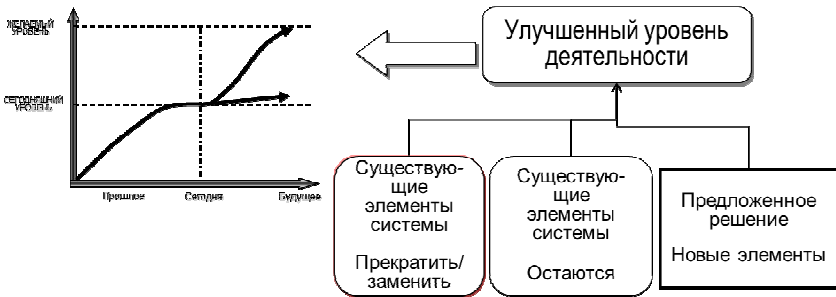 ЖЕЛАЕМЫЙ
УРОВЕНЬ
СЕГОДНЯШНИЙ
УРОВЕНЬ
Прошлое
Сегодня
Будущее
Улучшенный уровень
деятельности
Существую-
щие
элементы
системы
Прекратить/
заменить
Существую-
щие
элементы
системы
Остаются
Предложенное
решение
Новые элементы